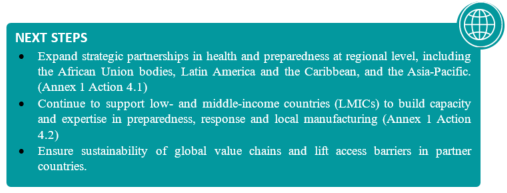 NEXT STEPS
• Expand strategic partnerships in health and preparedness at regional level, including
the African Union bodies, Latin America and the Caribbean, and the Asia-Pacific.
(Annex 1 Action 4.1)
• Continue to support low- and middle-income countries (LMICs) to build capacity
and expertise in preparedness, response and local manufacturing (Annex 1 Action
4.2)
• Ensure sustainability of global value chains and lift access barriers in partner
countries.